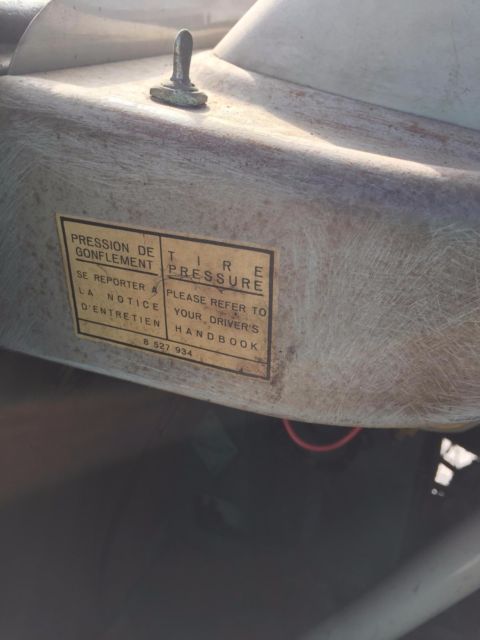 PRESSION DE
GONFLEMENT
SE REPORTER A
LA NOTICE
D'ENTRETIEN
TIRE
PRESSURE
PLEASE REFER TO
YOUR DRIVER'S
HANDBOOK
8 527 934